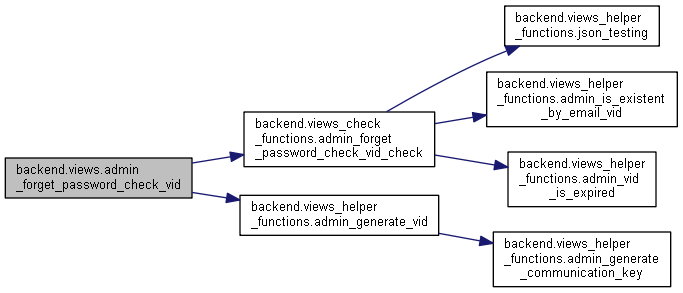 backend.views.admin
_forget_password_check_vid
backend.views_check
_functions.admin_forget
_password_check_vid_check
backend.views_helper
_functions.admin_generate_vid
backend.views_helper
_functions.json_testing
backend.views_helper
_functions.admin_is_existent
_by_email_vid
backend.views_helper
_functions.admin_vid
_is_expired
backend.views_helper
_functions.admin_generate
_communication_key